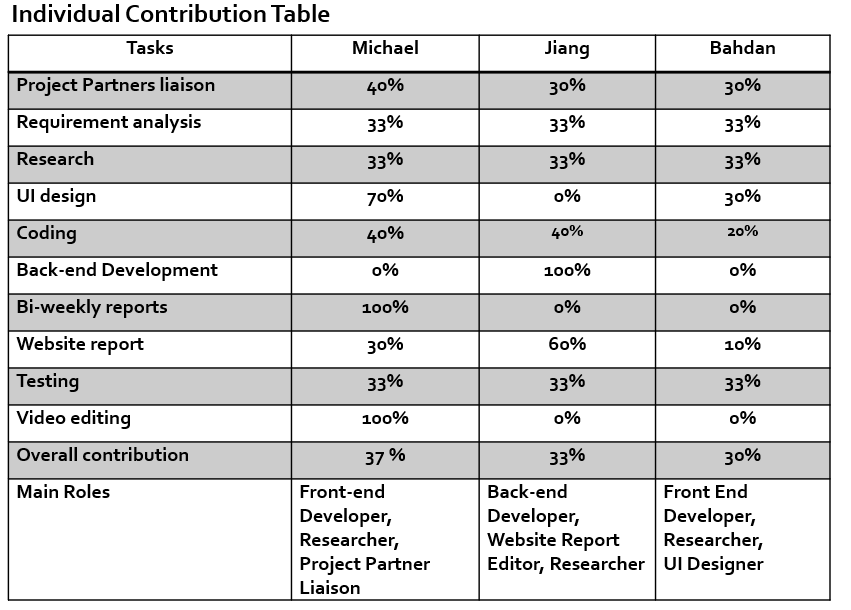 Individual Contribution Table
Tasks Michael Jiang Bahdan
Project Partners liaison 40% 30% 30%
Requirement analysis 33% 33% 33%
Research 33% 33% 33%
UI design 70% 0% 30%
Coding 40% 40% 20%
Back-end Development 0% 100% 0%
Bi-weekly reports 100% 0% 0%
Website report 30% 60% 10%
Testing 33% 33% 33%
Video editing 100% 0% 0%
Overall contribution 37 % 33% 30%
Main Roles Front-end Back-end Front End
Developer, Developer, Developer,
Researcher, Website Report Researcher,
Project Partner Editor, Researcher UI Designer
Liaison